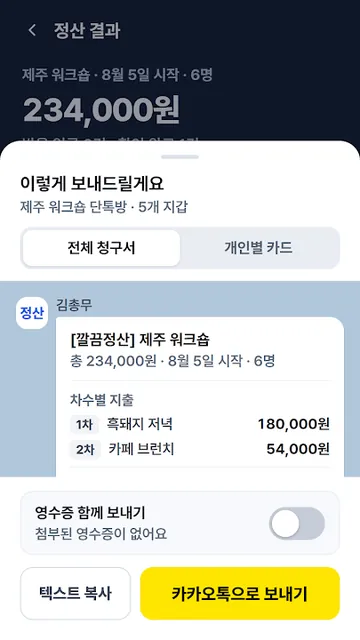 정산 결과
제주 워크숍 · 8월 5일 시작 · 6명
234,000원
이렇게 보내드릴게요
제주 워크숍 단톡방 · 5개 지갑
전체 청구서
개인별 카드
정산
김총무
[깔끔정산] 제주 워크숍
총 234,000원 · 8월 5일 시작 · 6명
차수별 지출
1차 흑돼지 저녁 180,000원
2차 카페 브런치 54,000원
영수증 함께 보내기
첨부된 영수증이 없어요
텍스트 복사
카카오톡으로 보내기